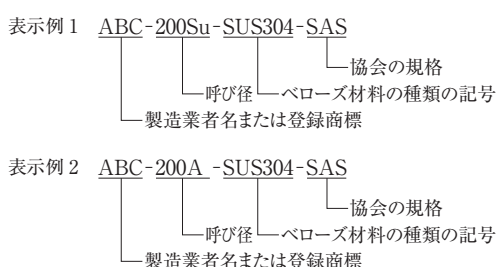 表示例 1 ABC-200Su-SUS304-SAS
協会の規格
呼び径 ベローズ材料の種類の記号
製造業者名または登録商標
表示例 2 ABC-200A -SUS304-SAS
協会の規格
呼び径 ベローズ材料の種類の記号
製造業者名または登録商標